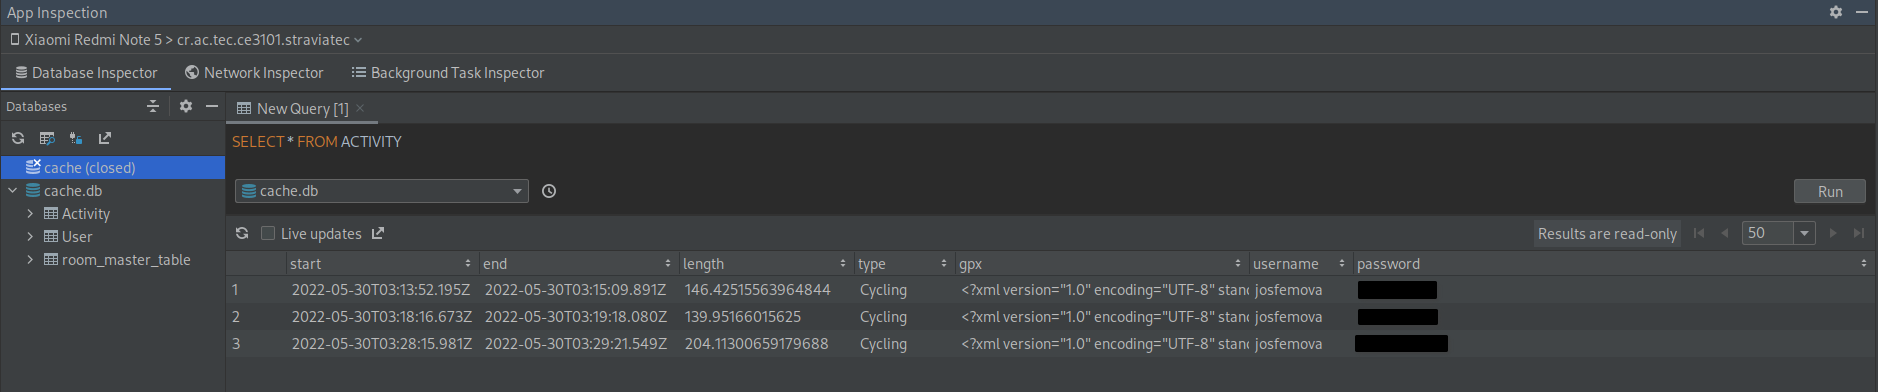 App Inspection
Xiaomi Redmi Note 5 > cr.ac.tec.ce3101.straviatec
Database Inspector Network Inspector Background Task Inspector
Databases New Query [1]
SELECT * FROM ACTIVITY
cache (closed)
cache.db cache.db Run
Activity
User Live updates Results are read-only 50
room_master_table start end length type gpx username password
1 2022-05-30T03:13:52.195Z 2022-05-30T03:15:09.891Z 146.42515563964844 Cycling <?xml version="1.0" encoding="UTF-8" stand josfemova
2 2022-05-30T03:18:16.673Z 2022-05-30T03:19:18.080Z 139.95166015625 Cycling <?xml version="1.0" encoding="UTF-8" stand josfemova
3 2022-05-30T03:28:15.981Z 2022-05-30T03:29:21.549Z 204.11300659179688 Cycling <?xml version="1.0" encoding="UTF-8" stand josfemova